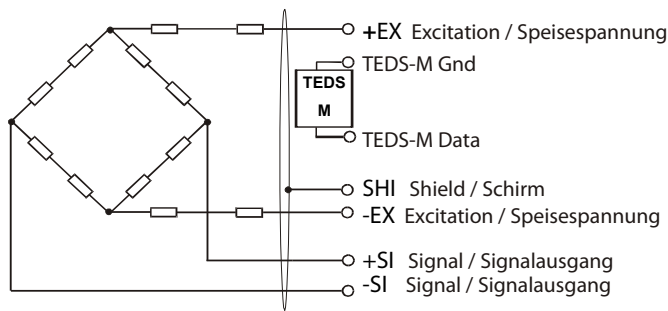 +EX Excitation / Speisespannung
TEDS-M Gnd
TEDS
M
TEDS-M Data
SHI Shield / Schirm
-EX Excitation / Speisespannung
+SI Signal / Signalausgang
-SI Signal / Signalausgang